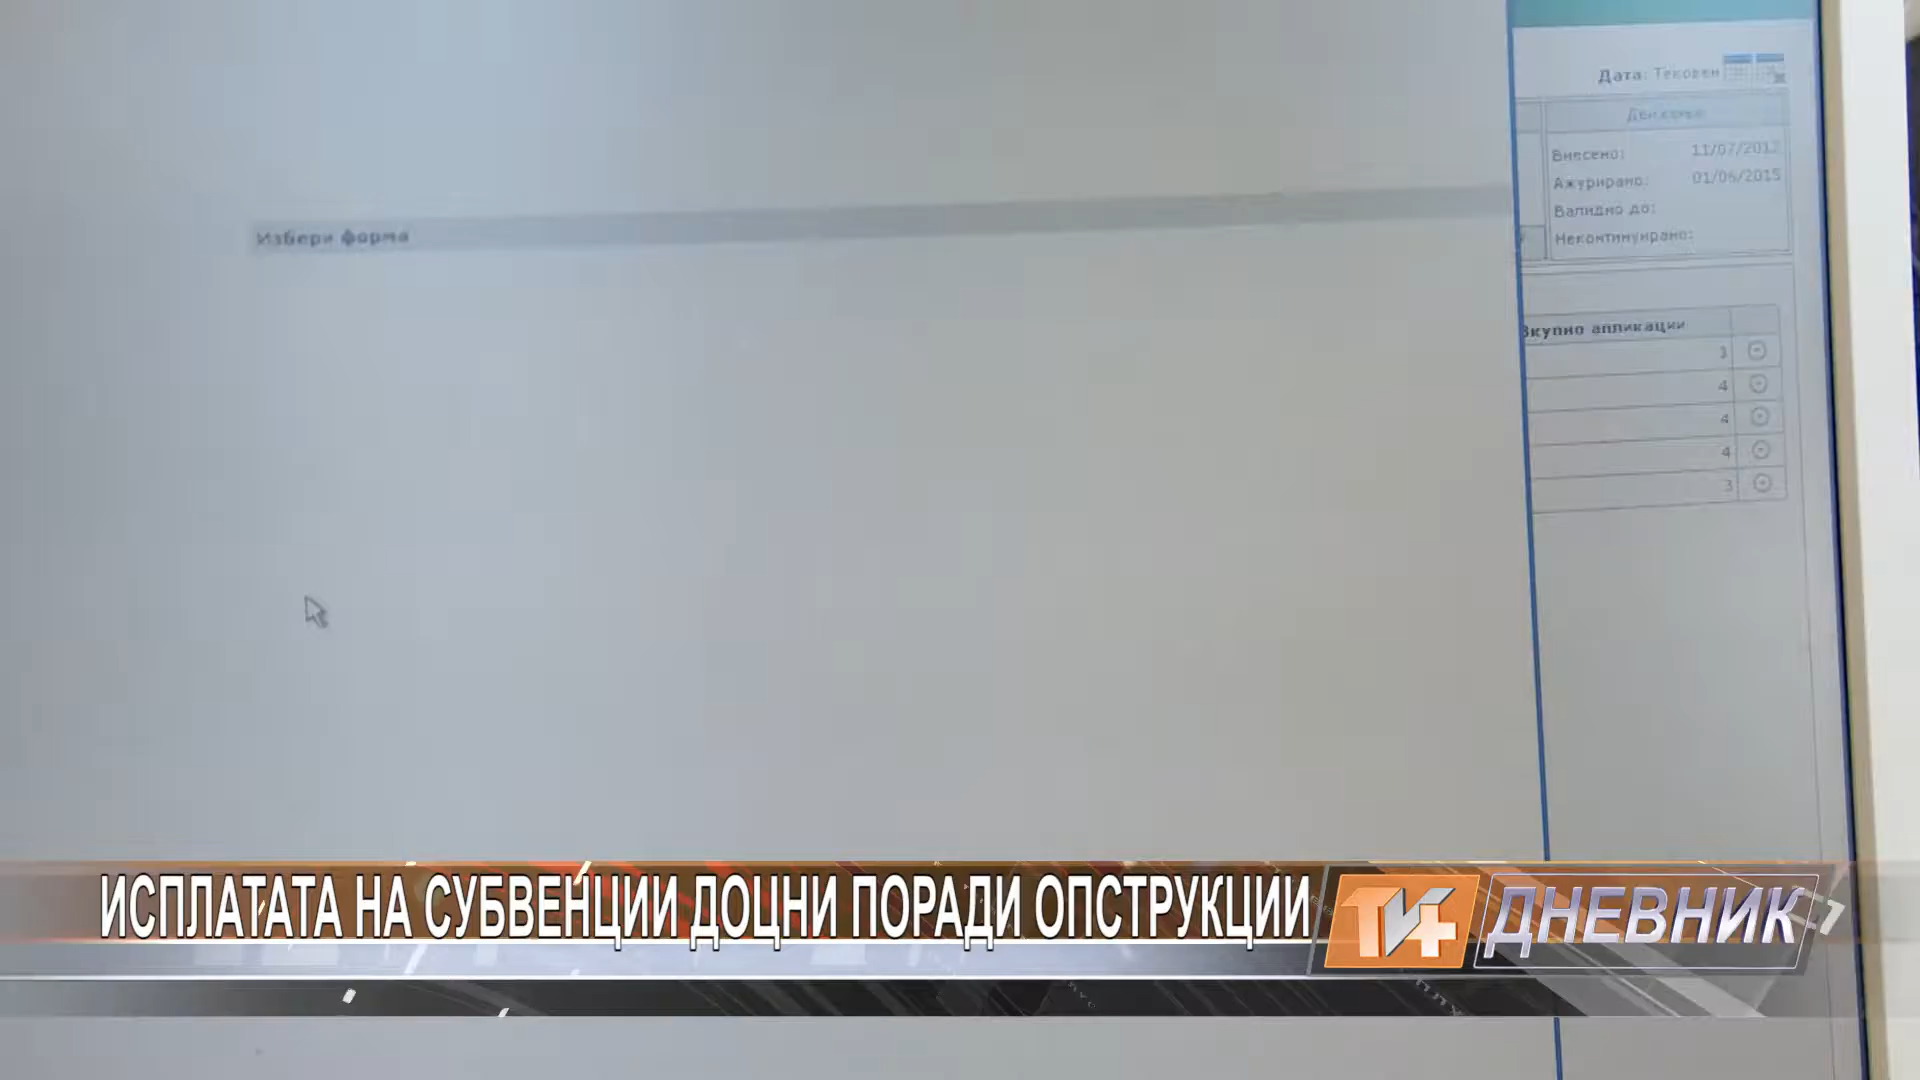 Дата: Тековен
Внесено: 11/07/2012
Ажурирано: 01/06/2015
Валидно до:
Неконтинуирано:
Избери форма
Вкупно апликации
3
4
4
4
3
ИСПЛАТАТА НА СУБВЕНЦИИ ДОЦНИ ПОРАДИ ОПСТРУКЦИИ
ДНЕВНИК